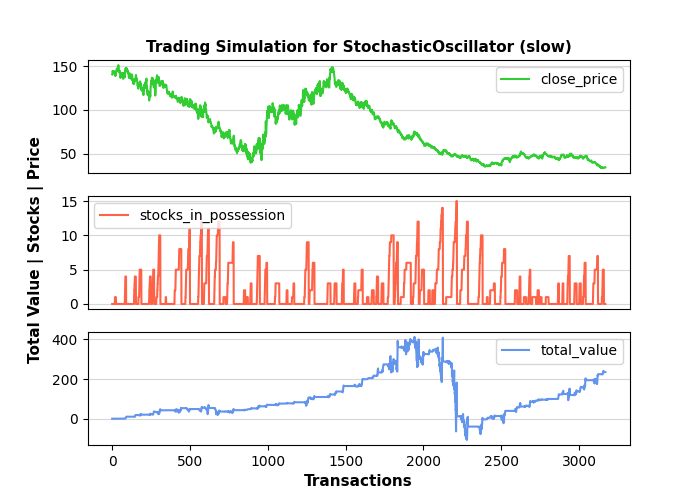 Trading Simulation for StochasticOscillator (slow)
150
100
50
close_price
15
10
5
0
stocks_in_possession
400
200
0
total_value
0
500
1000
1500
2000
2500
3000
Transactions
Total Value | Stocks | Price